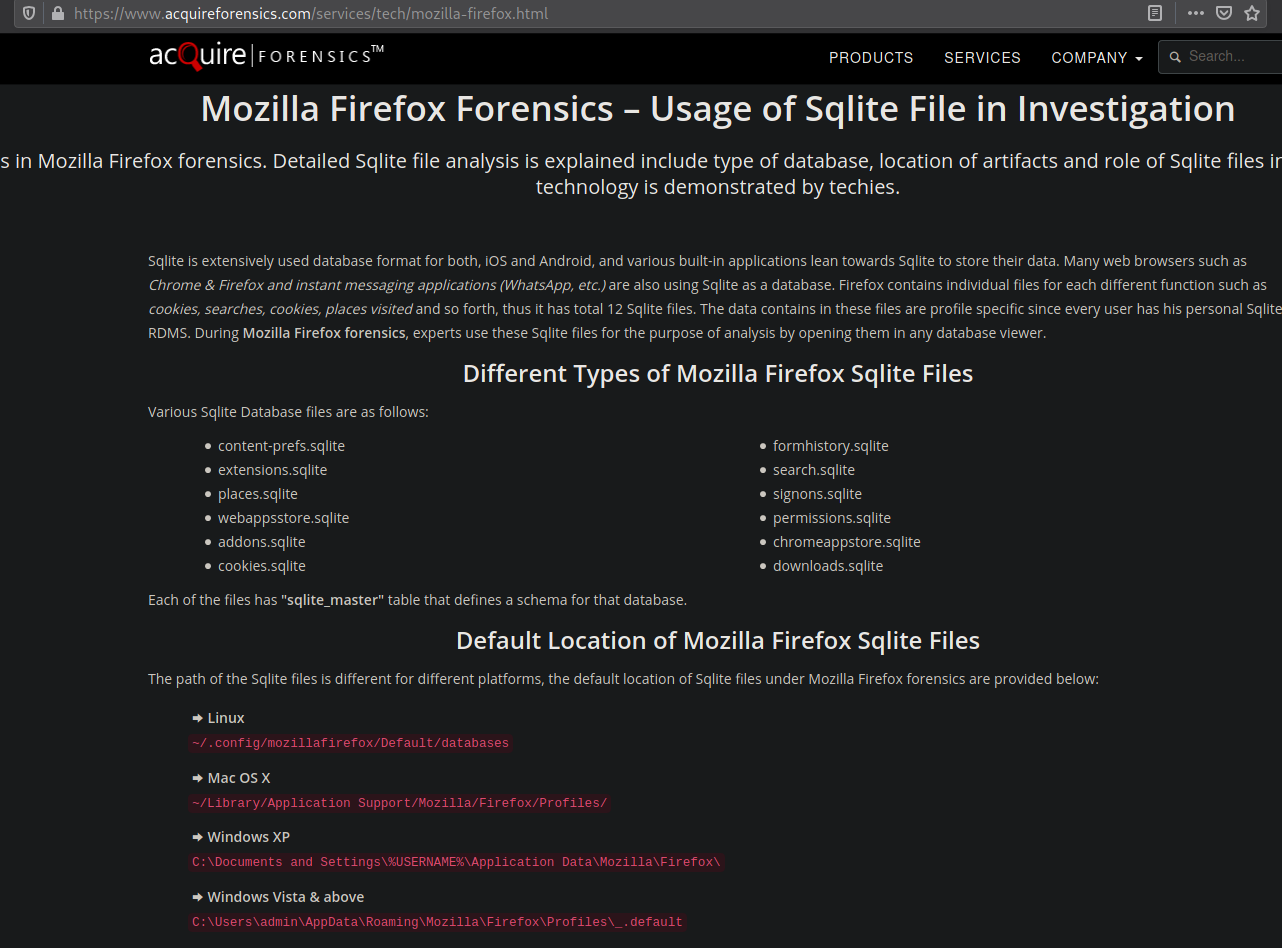 https://www.acquireforensics.com/services/tech/mozilla-firefox.html
acQuire FORENSICS™
PRODUCTS SERVICES COMPANY Search...
Mozilla Firefox Forensics – Usage of Sqlite File in Investigation
s in Mozilla Firefox forensics. Detailed Sqlite file analysis is explained include type of database, location of artifacts and role of Sqlite files in
technology is demonstrated by techies.
Sqlite is extensively used database format for both, iOS and Android, and various built-in applications lean towards Sqlite to store their data. Many web browsers such as
Chrome & Firefox and instant messaging applications (WhatsApp, etc.) are also using Sqlite as a database. Firefox contains individual files for each different function such as
cookies, searches, cookies, places visited and so forth, thus it has total 12 Sqlite files. The data contains in these files are profile specific since every user has his personal Sqlite
RDMS. During Mozilla Firefox forensics, experts use these Sqlite files for the purpose of analysis by opening them in any database viewer.
Different Types of Mozilla Firefox Sqlite Files
Various Sqlite Database files are as follows:
content-prefs.sqlite
extensions.sqlite
places.sqlite
webappsstore.sqlite
addons.sqlite
cookies.sqlite
formhistory.sqlite
search.sqlite
signons.sqlite
permissions.sqlite
chromeappstore.sqlite
downloads.sqlite
Each of the files has "sqlite_master" table that defines a schema for that database.
Default Location of Mozilla Firefox Sqlite Files
The path of the Sqlite files is different for different platforms, the default location of Sqlite files under Mozilla Firefox forensics are provided below:
Linux
~/.config/mozillafirefox/Default/databases
Mac OS X
~/Library/Application Support/Mozilla/Firefox/Profiles/
Windows XP
C:\Documents and Settings\%USERNAME%\Application Data\Mozilla\Firefox\
Windows Vista & above
C:\Users\admin\AppData\Roaming\Mozilla\Firefox\Profiles\_.default